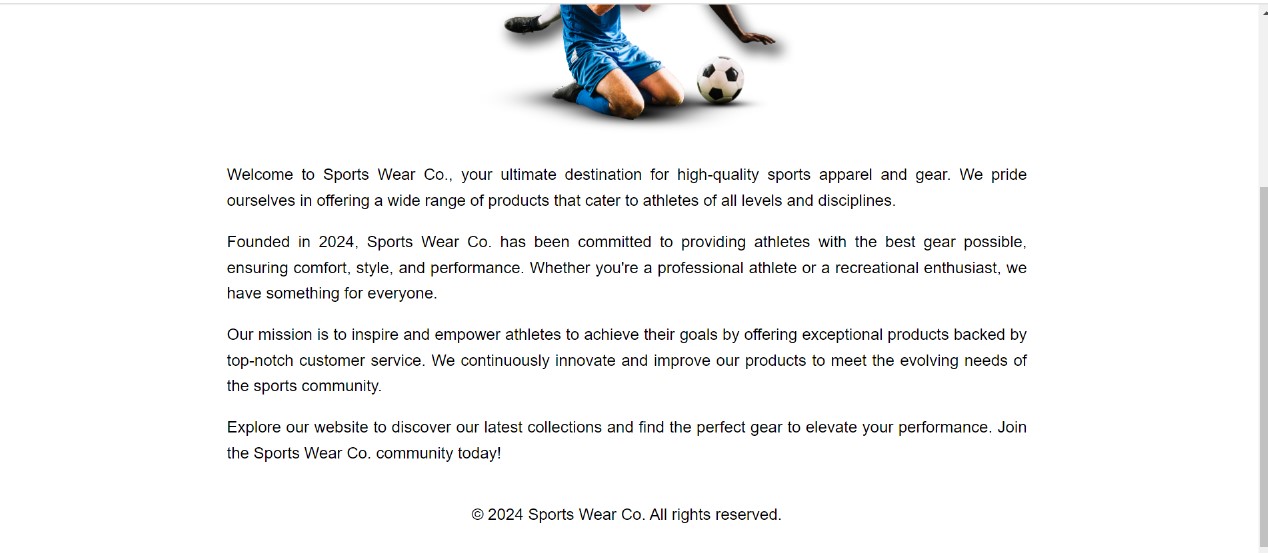 Welcome to Sports Wear Co., your ultimate destination for high-quality sports apparel and gear. We pride
ourselves in offering a wide range of products that cater to athletes of all levels and disciplines.
Founded in 2024, Sports Wear Co. has been committed to providing athletes with the best gear possible,
ensuring comfort, style, and performance. Whether you're a professional athlete or a recreational enthusiast, we
have something for everyone.
Our mission is to inspire and empower athletes to achieve their goals by offering exceptional products backed by
top-notch customer service. We continuously innovate and improve our products to meet the evolving needs of
the sports community.
Explore our website to discover our latest collections and find the perfect gear to elevate your performance. Join
the Sports Wear Co. community today!
© 2024 Sports Wear Co. All rights reserved.